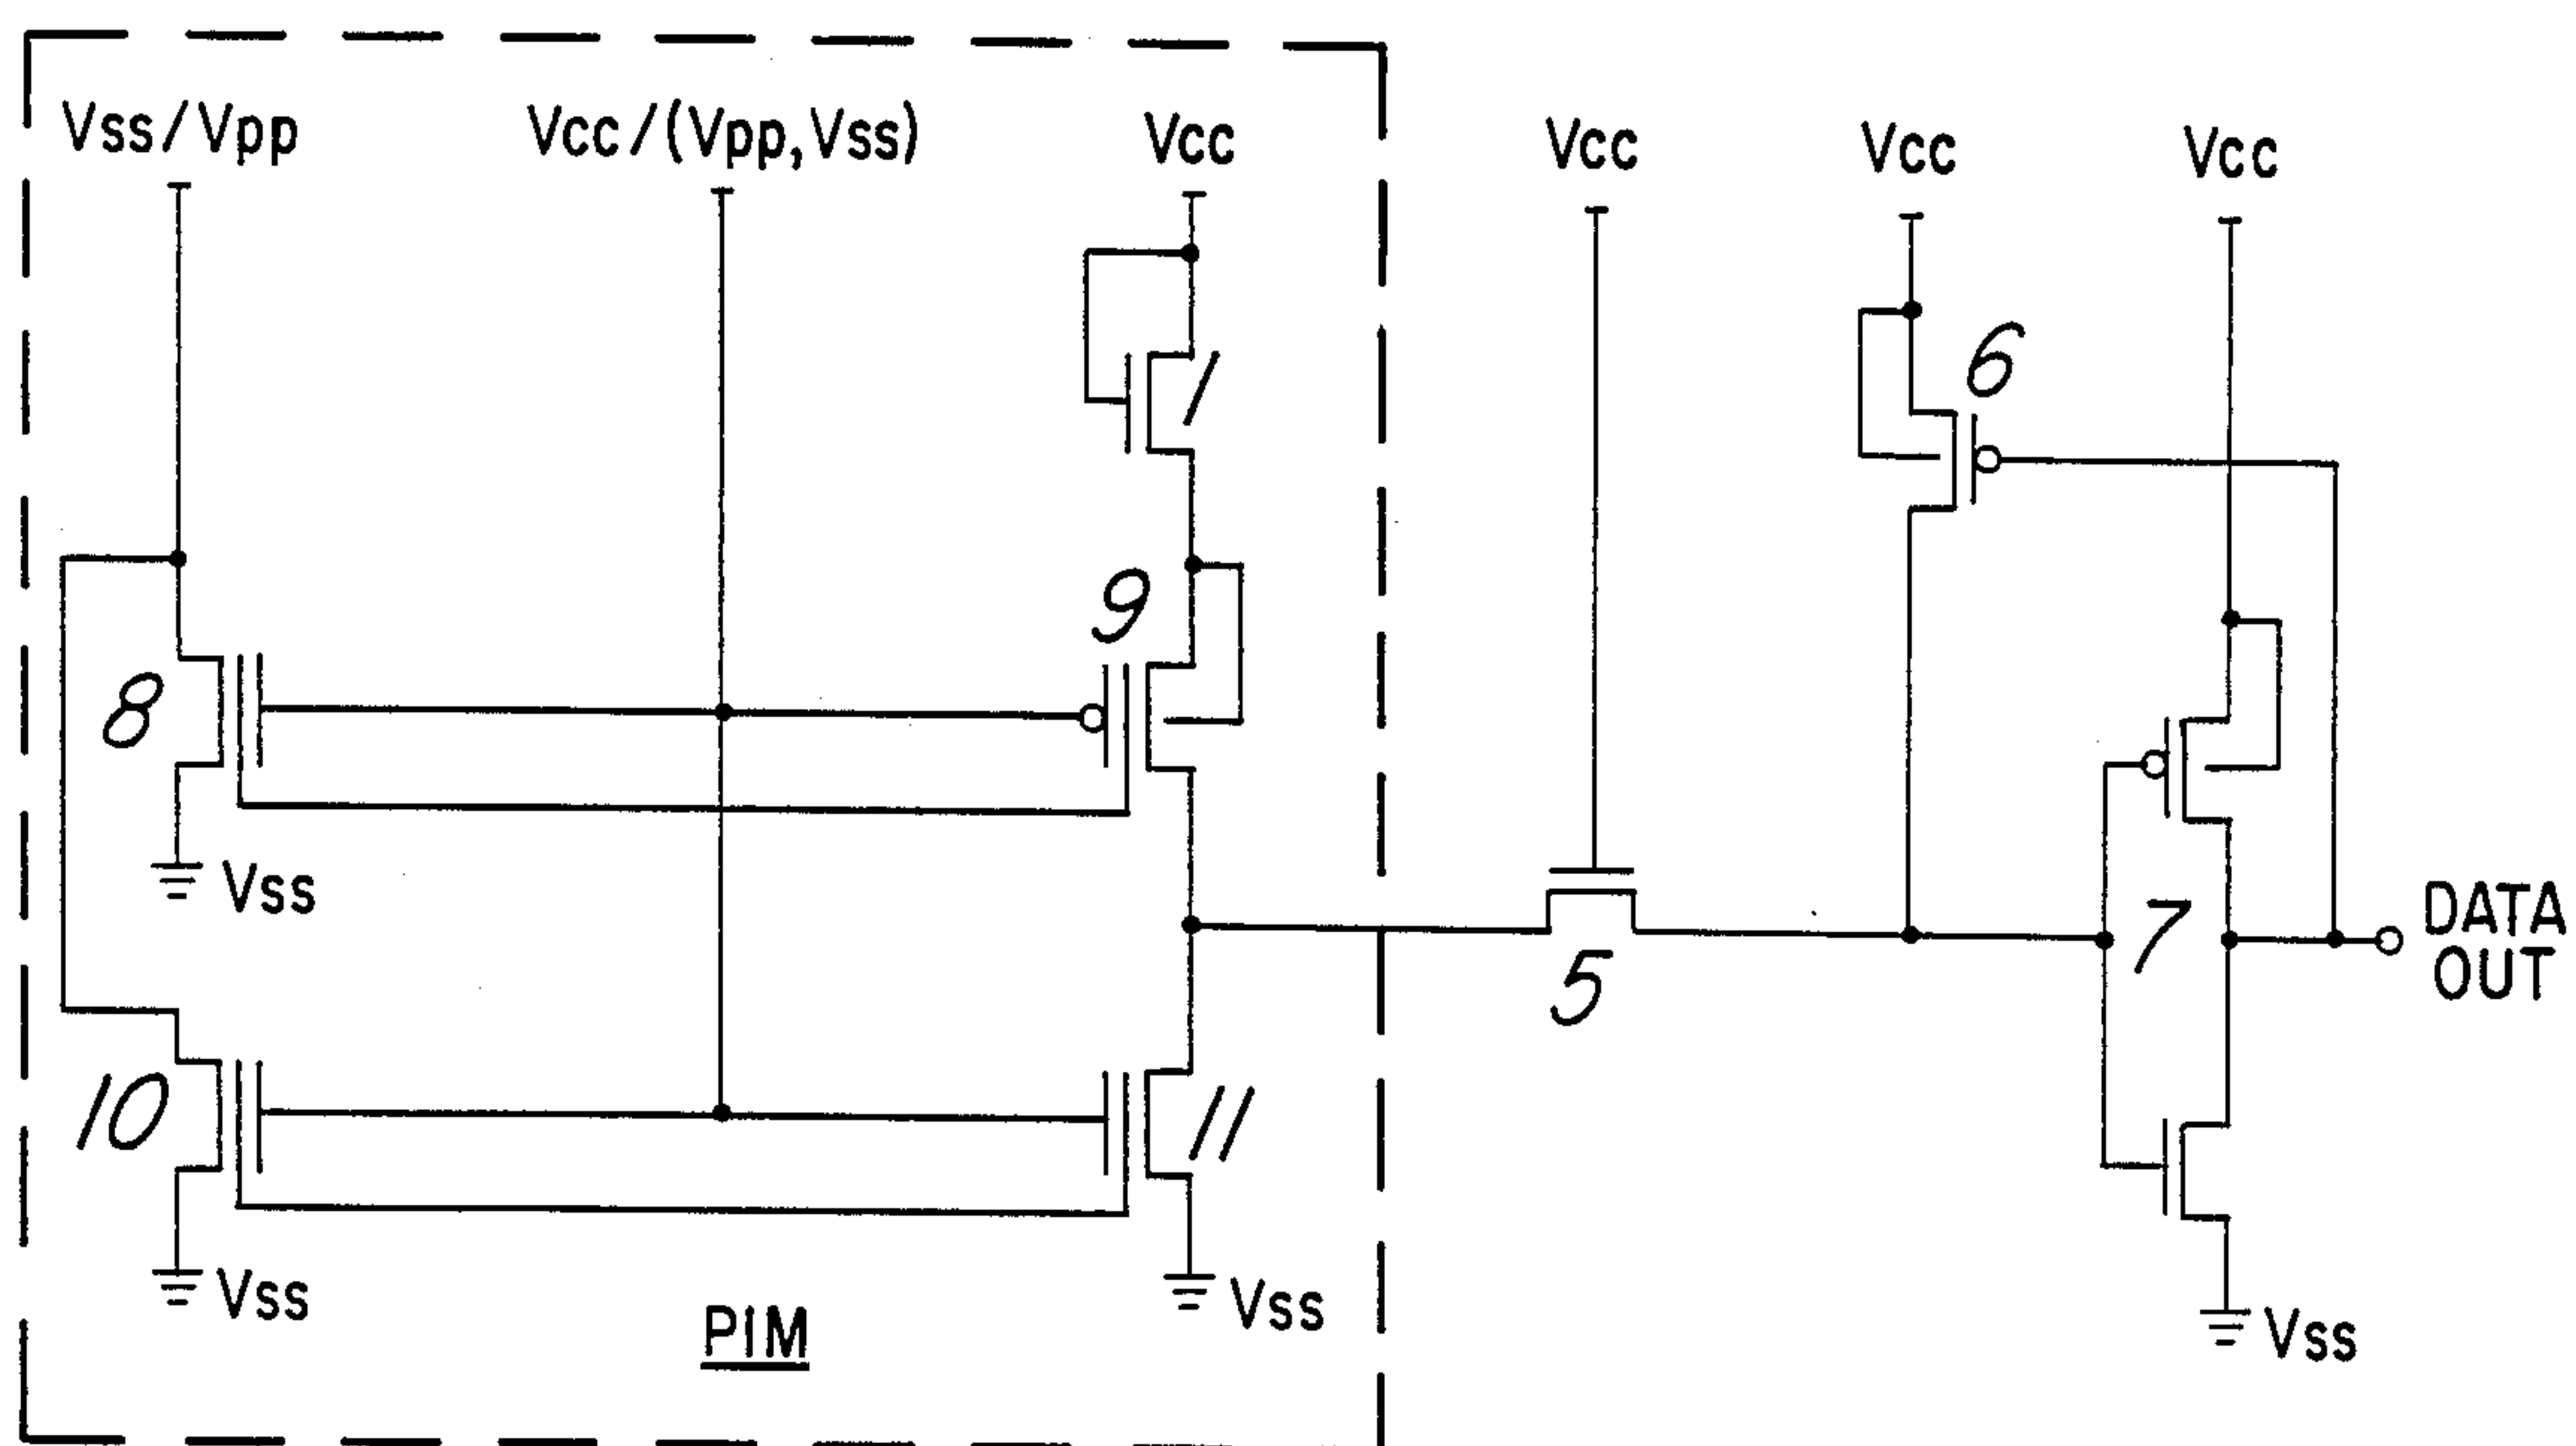 Vss/Vpp
Vcc/(Vpp,Vss)
Vcc
Vcc
Vcc
Vcc
1
6
9
8
Vss
5
7
DATA
OUT
10
11
Vss
Vss
Vss
PIM